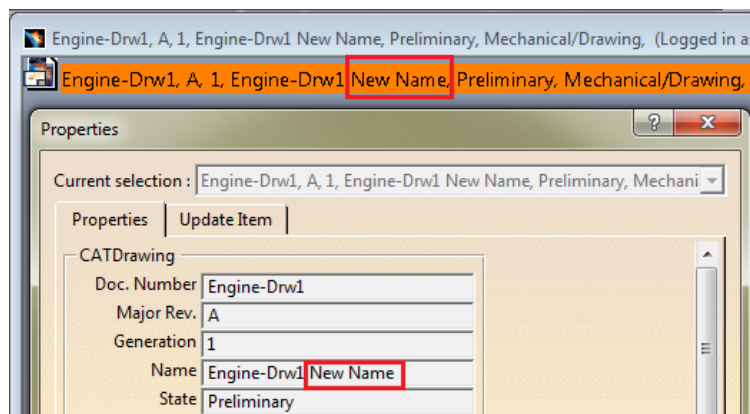 Engine-Drw1, A, 1, Engine-Drw1 New Name, Preliminary, Mechanical/Drawing, (Logged in a
Engine-Drw1, A, 1, Engine-Drw1 New Name, Preliminary, Mechanical/Drawing,
Properties
?
x
Current selection : Engine-Drw1, A, 1, Engine-Drw1 New Name, Preliminary, Mechani
Properties Update Item
CATDrawing
Doc. Number Engine-Drw1
Major Rev. A
Generation 1
Name Engine-Drw1 New Name
State Preliminary